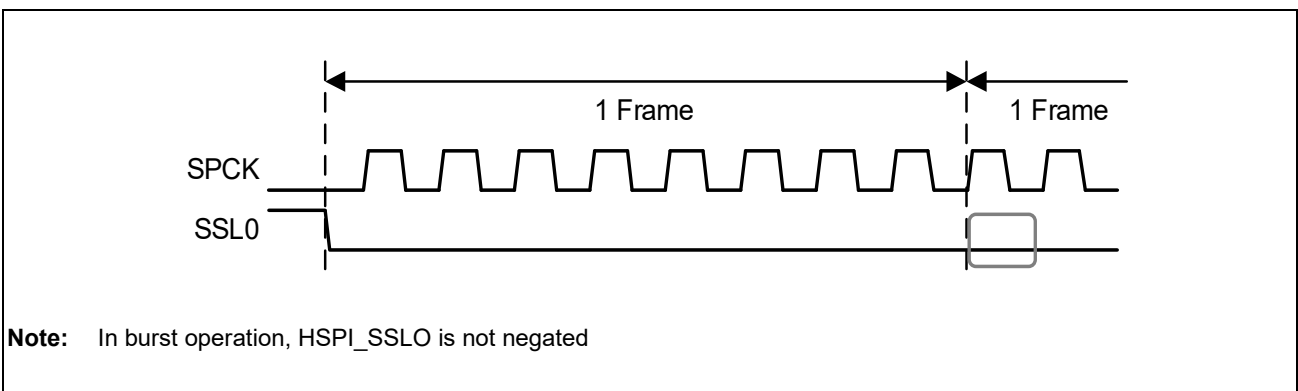 1 Frame 1 Frame
SPCK
SSL0
Note: In burst operation, HSPI_SSLO is not negated